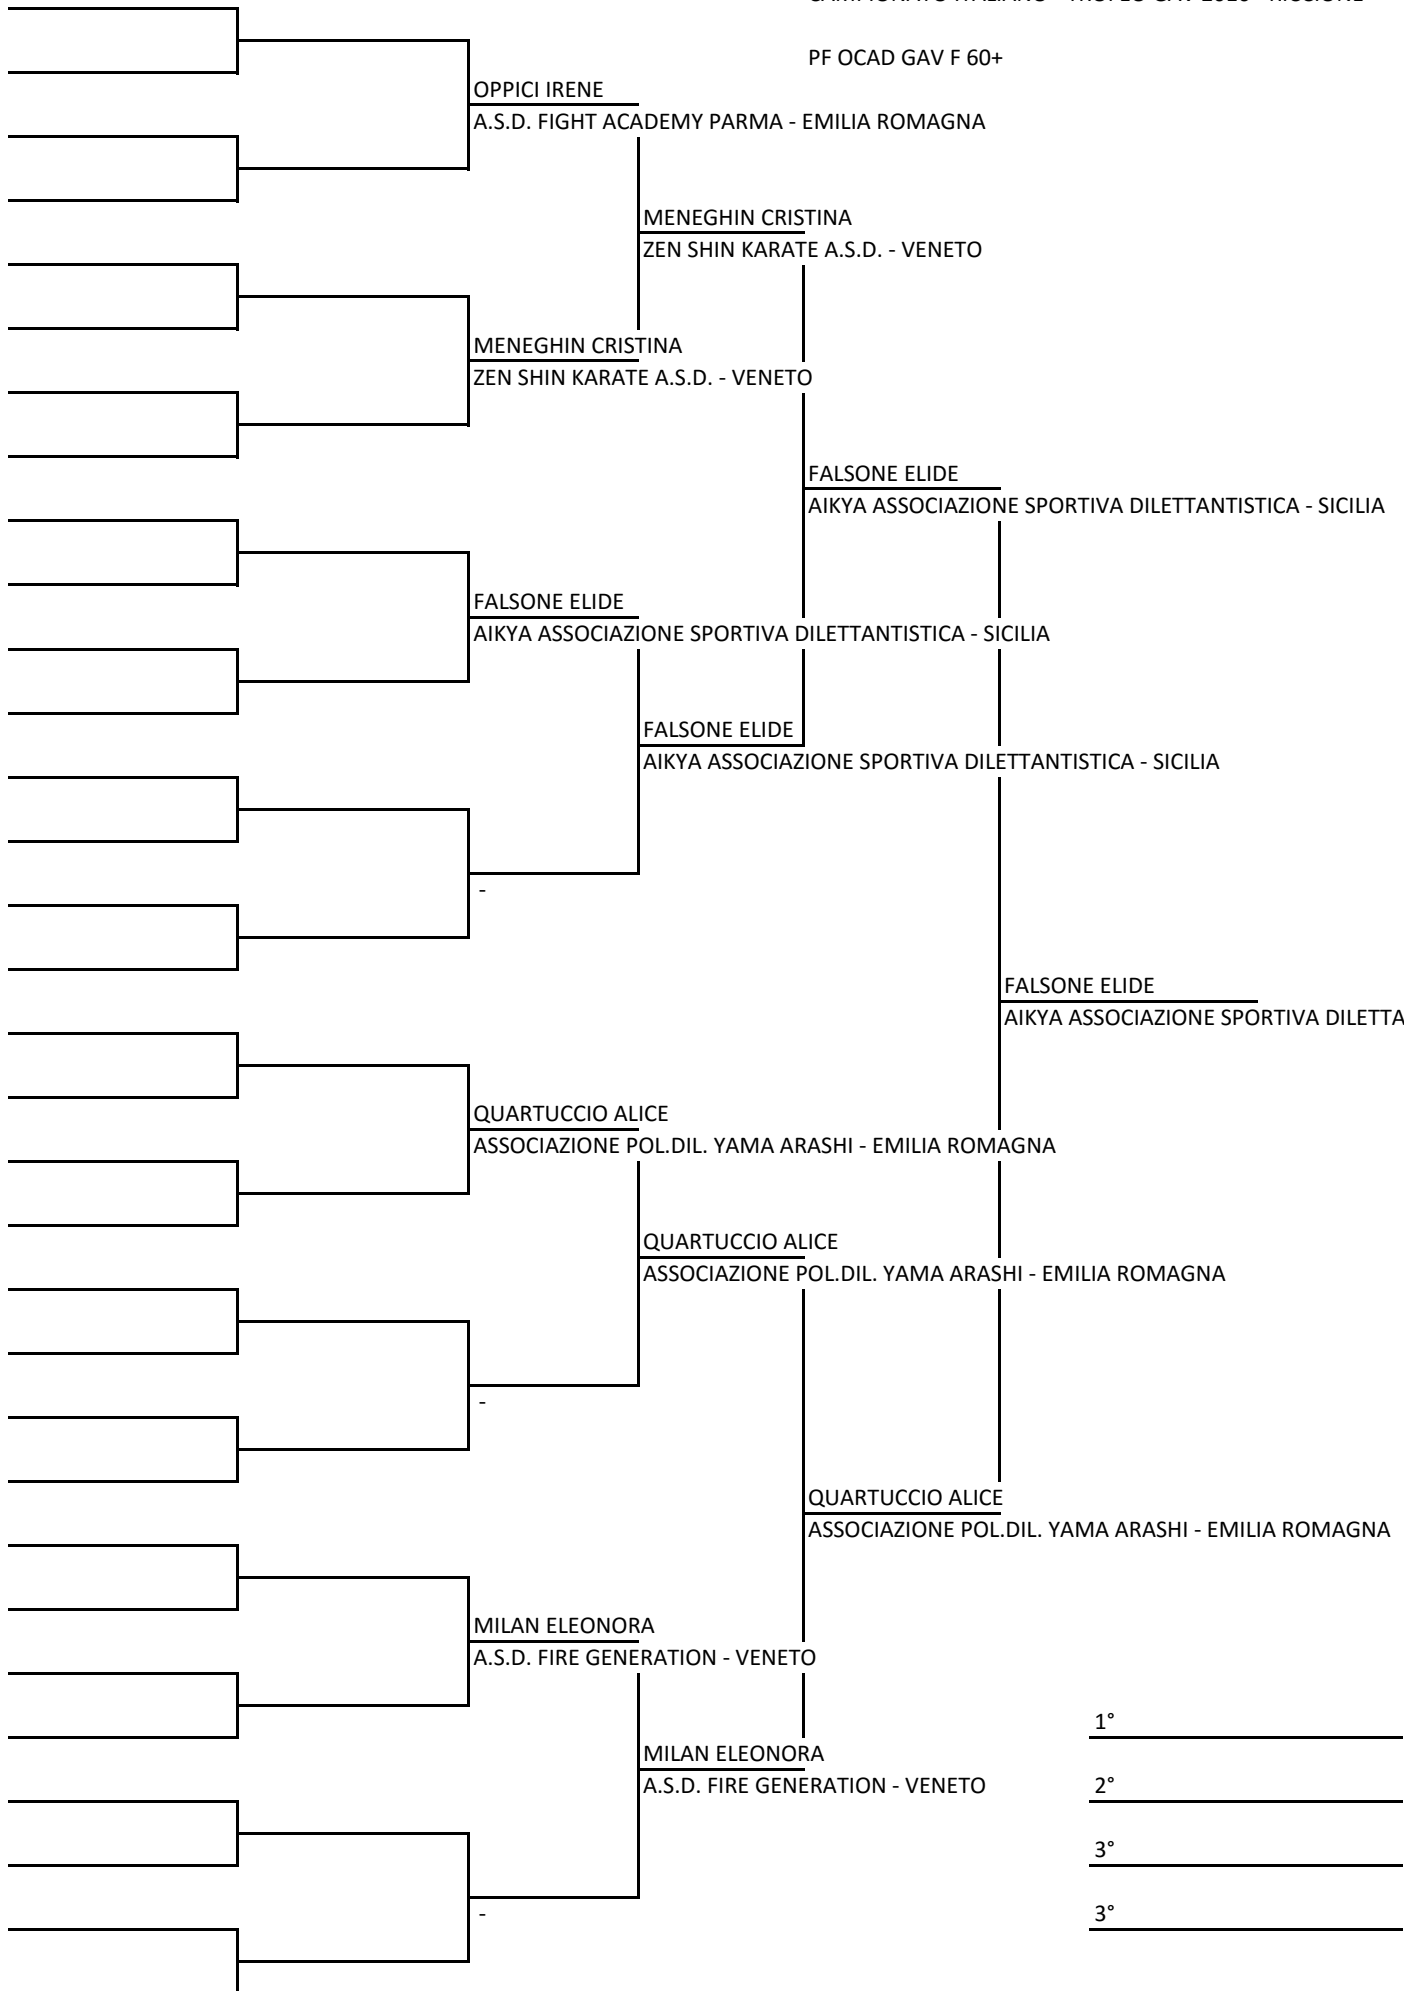 PF OCAD GAV F 60+
OPPICI IRENE
A.S.D. FIGHT ACADEMY PARMA - EMILIA ROMAGNA
MENEGHIN CRISTINA
ZEN SHIN KARATE A.S.D. - VENETO
MENEGHIN CRISTINA
ZEN SHIN KARATE A.S.D. - VENETO
FALSONE ELIDE
AIKYA ASSOCIAZIONE SPORTIVA DILETTANTISTICA - SICILIA
FALSONE ELIDE
AIKYA ASSOCIAZIONE SPORTIVA DILETTANTISTICA - SICILIA
FALSONE ELIDE
AIKYA ASSOCIAZIONE SPORTIVA DILETTANTISTICA - SICILIA
-
FALSONE ELIDE
AIKYA ASSOCIAZIONE SPORTIVA DILETTA
QUARTUCCIO ALICE
ASSOCIAZIONE POL.DIL. YAMA ARASHI - EMILIA ROMAGNA
QUARTUCCIO ALICE
ASSOCIAZIONE POL.DIL. YAMA ARASHI - EMILIA ROMAGNA
-
QUARTUCCIO ALICE
ASSOCIAZIONE POL.DIL. YAMA ARASHI - EMILIA ROMAGNA
MILAN ELEONORA
A.S.D. FIRE GENERATION - VENETO
1°
MILAN ELEONORA
A.S.D. FIRE GENERATION - VENETO
2°
3°
-
3°